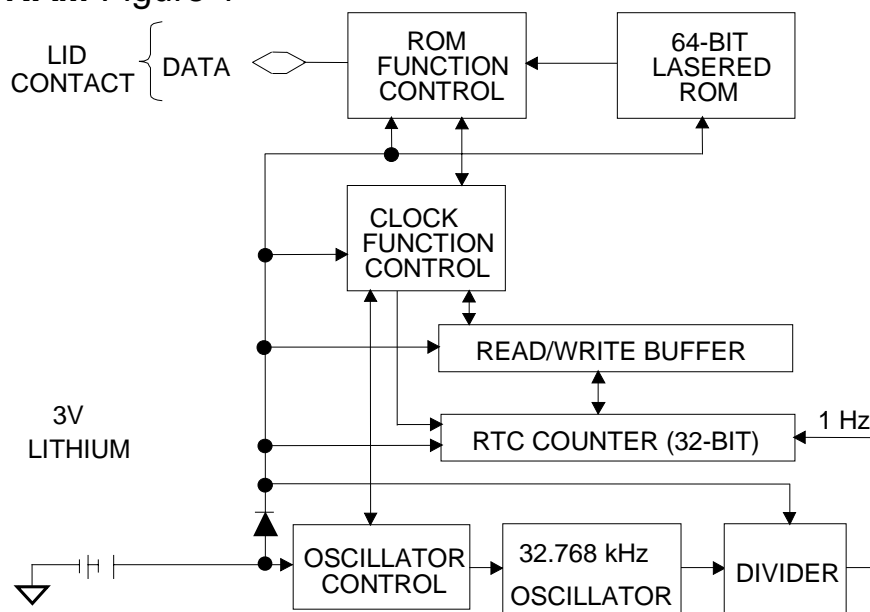 LID
CONTACT
DATA
ROM
FUNCTION
CONTROL
64-BIT
LASERED
ROM
CLOCK
FUNCTION
CONTROL
READ/WRITE BUFFER
3V
LITHIUM
RTC COUNTER (32-BIT)
1 Hz
OSCILLATOR
CONTROL
32.768 kHz
OSCILLATOR
DIVIDER